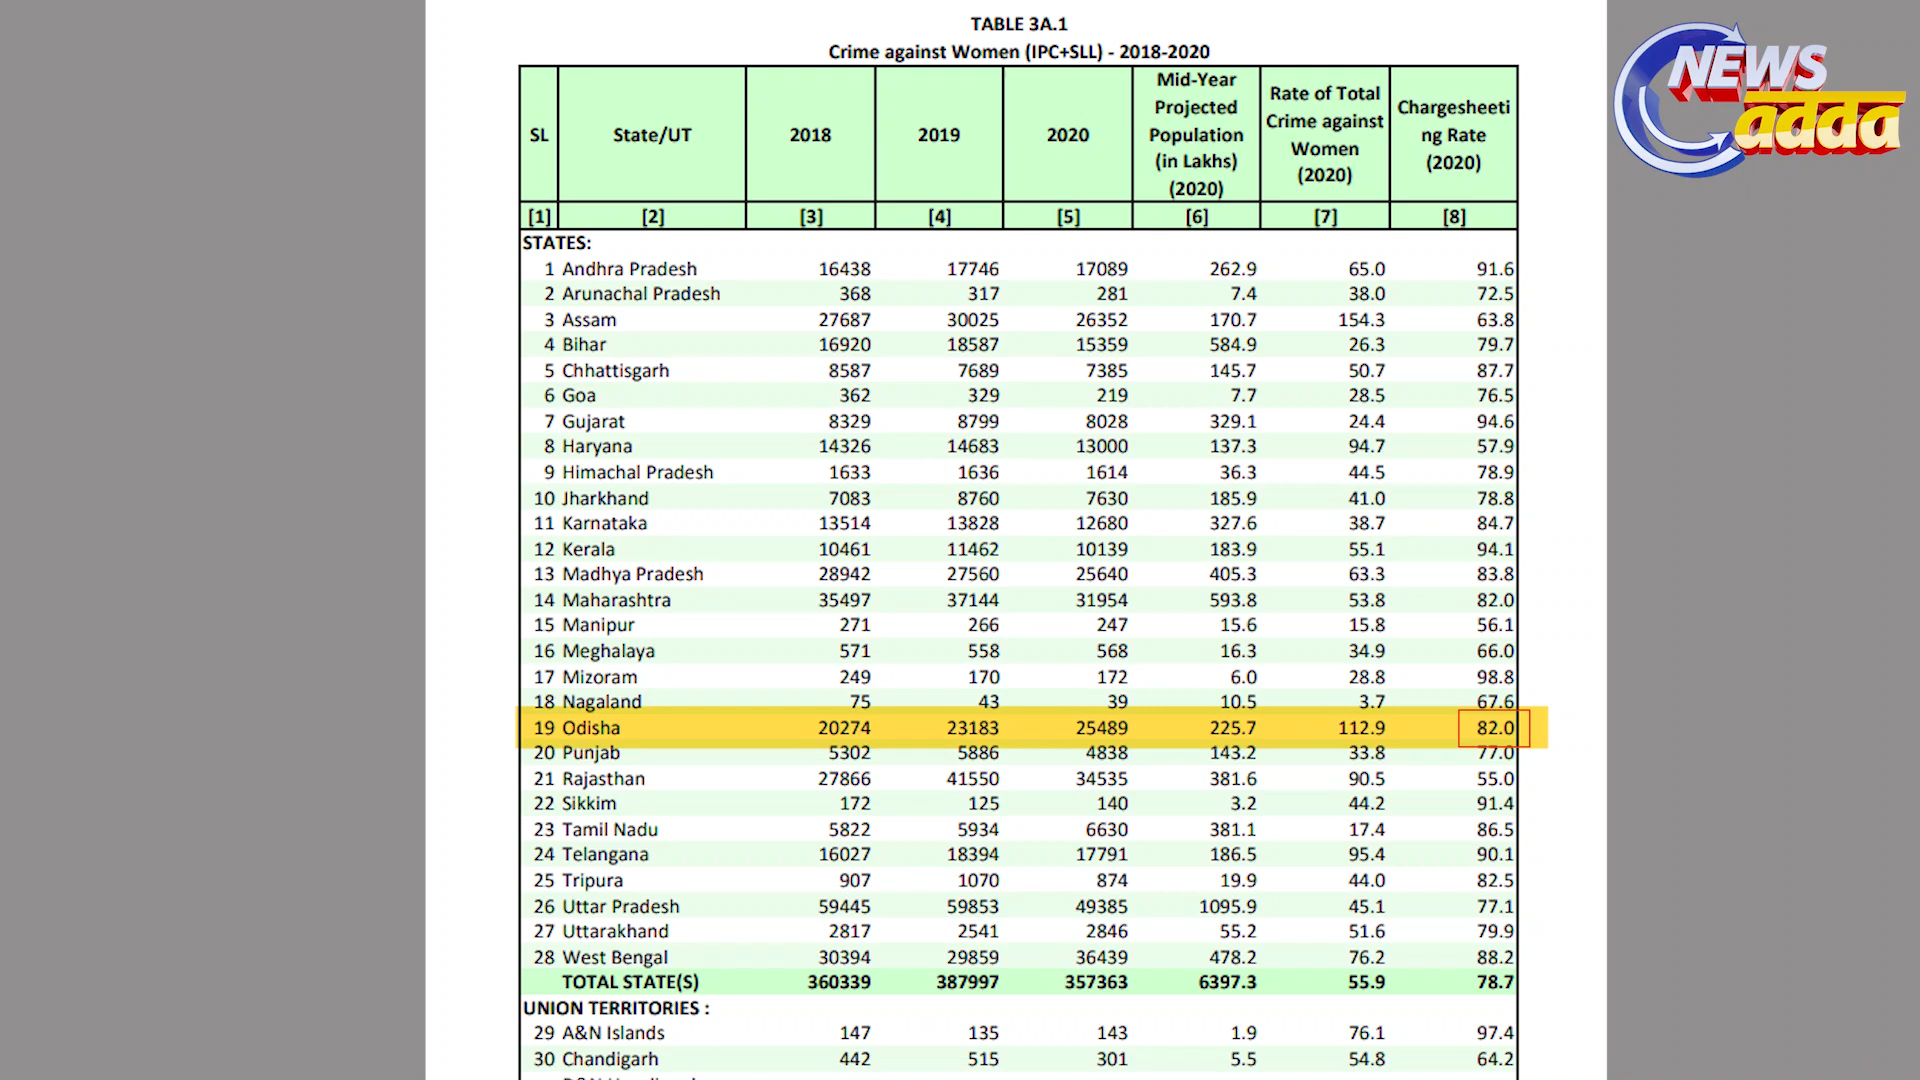 TABLE 3A.1
Crime against Women (IPC+SLL) - 2018-2020
SL State/UT 2018 2019 2020 Mid-Year Projected Population (in Lakhs) (2020) Rate of Total Crime against Women (2020) Chargesheeti ng Rate (2020)
[1] [2] [3] [4] [5] [6] [7] [8]
STATES:
1 Andhra Pradesh 16438 17746 17089 262.9 65.0 91.6
2 Arunachal Pradesh 368 317 281 7.4 38.0 72.5
3 Assam 27687 30025 26352 170.7 154.3 63.8
4 Bihar 16920 18587 15359 584.9 26.3 79.7
5 Chhattisgarh 8587 7689 7385 145.7 50.7 87.7
6 Goa 362 329 219 7.7 28.5 76.5
7 Gujarat 8329 8799 8028 329.1 24.4 94.6
8 Haryana 14326 14683 13000 137.3 94.7 57.9
9 Himachal Pradesh 1633 1636 1614 36.3 44.5 78.9
10 Jharkhand 7083 8760 7630 185.9 41.0 78.8
11 Karnataka 13514 13828 12680 327.6 38.7 84.7
12 Kerala 10461 11462 10139 183.9 55.1 94.1
13 Madhya Pradesh 28942 27560 25640 405.3 63.3 83.8
14 Maharashtra 35497 37144 31954 593.8 53.8 82.0
15 Manipur 271 266 247 15.6 15.8 56.1
16 Meghalaya 571 558 568 16.3 34.9 66.0
17 Mizoram 249 170 172 6.0 28.8 98.8
18 Nagaland 75 43 39 10.5 3.7 67.6
19 Odisha 20274 23183 25489 225.7 112.9 82.0
20 Punjab 5302 5886 4838 143.2 33.8 77.0
21 Rajasthan 27866 41550 34535 381.6 90.5 55.0
22 Sikkim 172 125 140 3.2 44.2 91.4
23 Tamil Nadu 5822 5934 6630 381.1 17.4 86.5
24 Telangana 16027 18394 17791 186.5 95.4 90.1
25 Tripura 907 1070 874 19.9 44.0 82.5
26 Uttar Pradesh 59445 59853 49385 1095.9 45.1 77.1
27 Uttarakhand 2817 2541 2846 55.2 51.6 79.9
28 West Bengal 30394 29859 36439 478.2 76.2 88.2
TOTAL STATE(S) 360339 387997 357363 6397.3 55.9 78.7
UNION TERRITORIES :
29 A&N Islands 147 135 143 1.9 76.1 97.4
30 Chandigarh 442 515 301 5.5 54.8 64.2
NEWS
adda